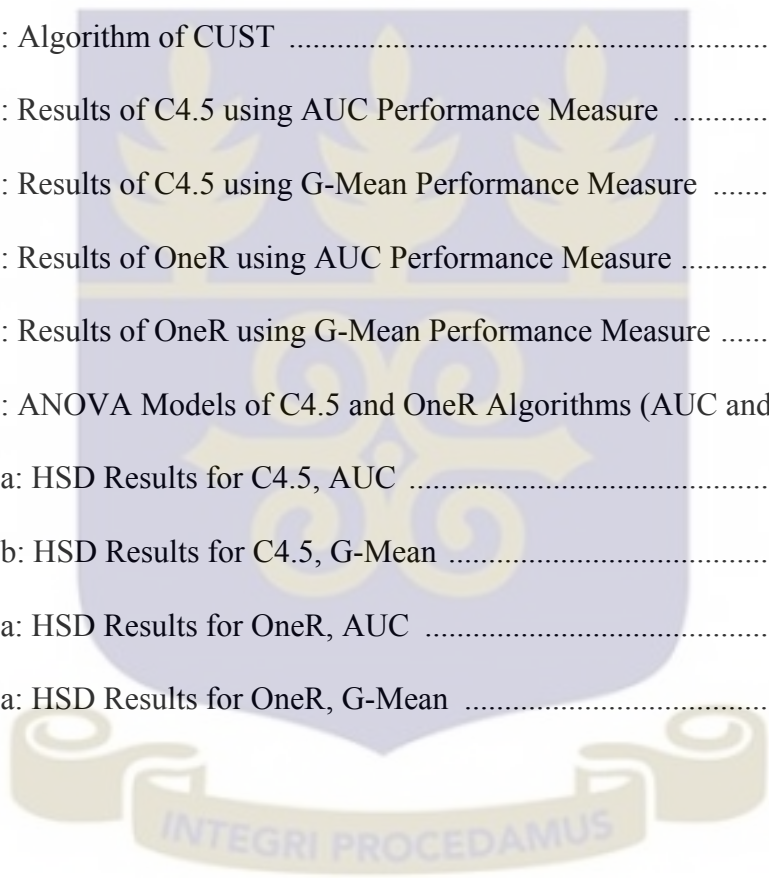 : Algorithm of CUST ............................................................
: Results of C4.5 using AUC Performance Measure ............
: Results of C4.5 using G-Mean Performance Measure .......
: Results of OneR using AUC Performance Measure ...........
: Results of OneR using G-Mean Performance Measure ......
: ANOVA Models of C4.5 and OneR Algorithms (AUC and
a: HSD Results for C4.5, AUC .............................................
b: HSD Results for C4.5, G-Mean ........................................
a: HSD Results for OneR, AUC ...........................................
a: HSD Results for OneR, G-Mean ......................................
INTEGRI PROCEDAMUS